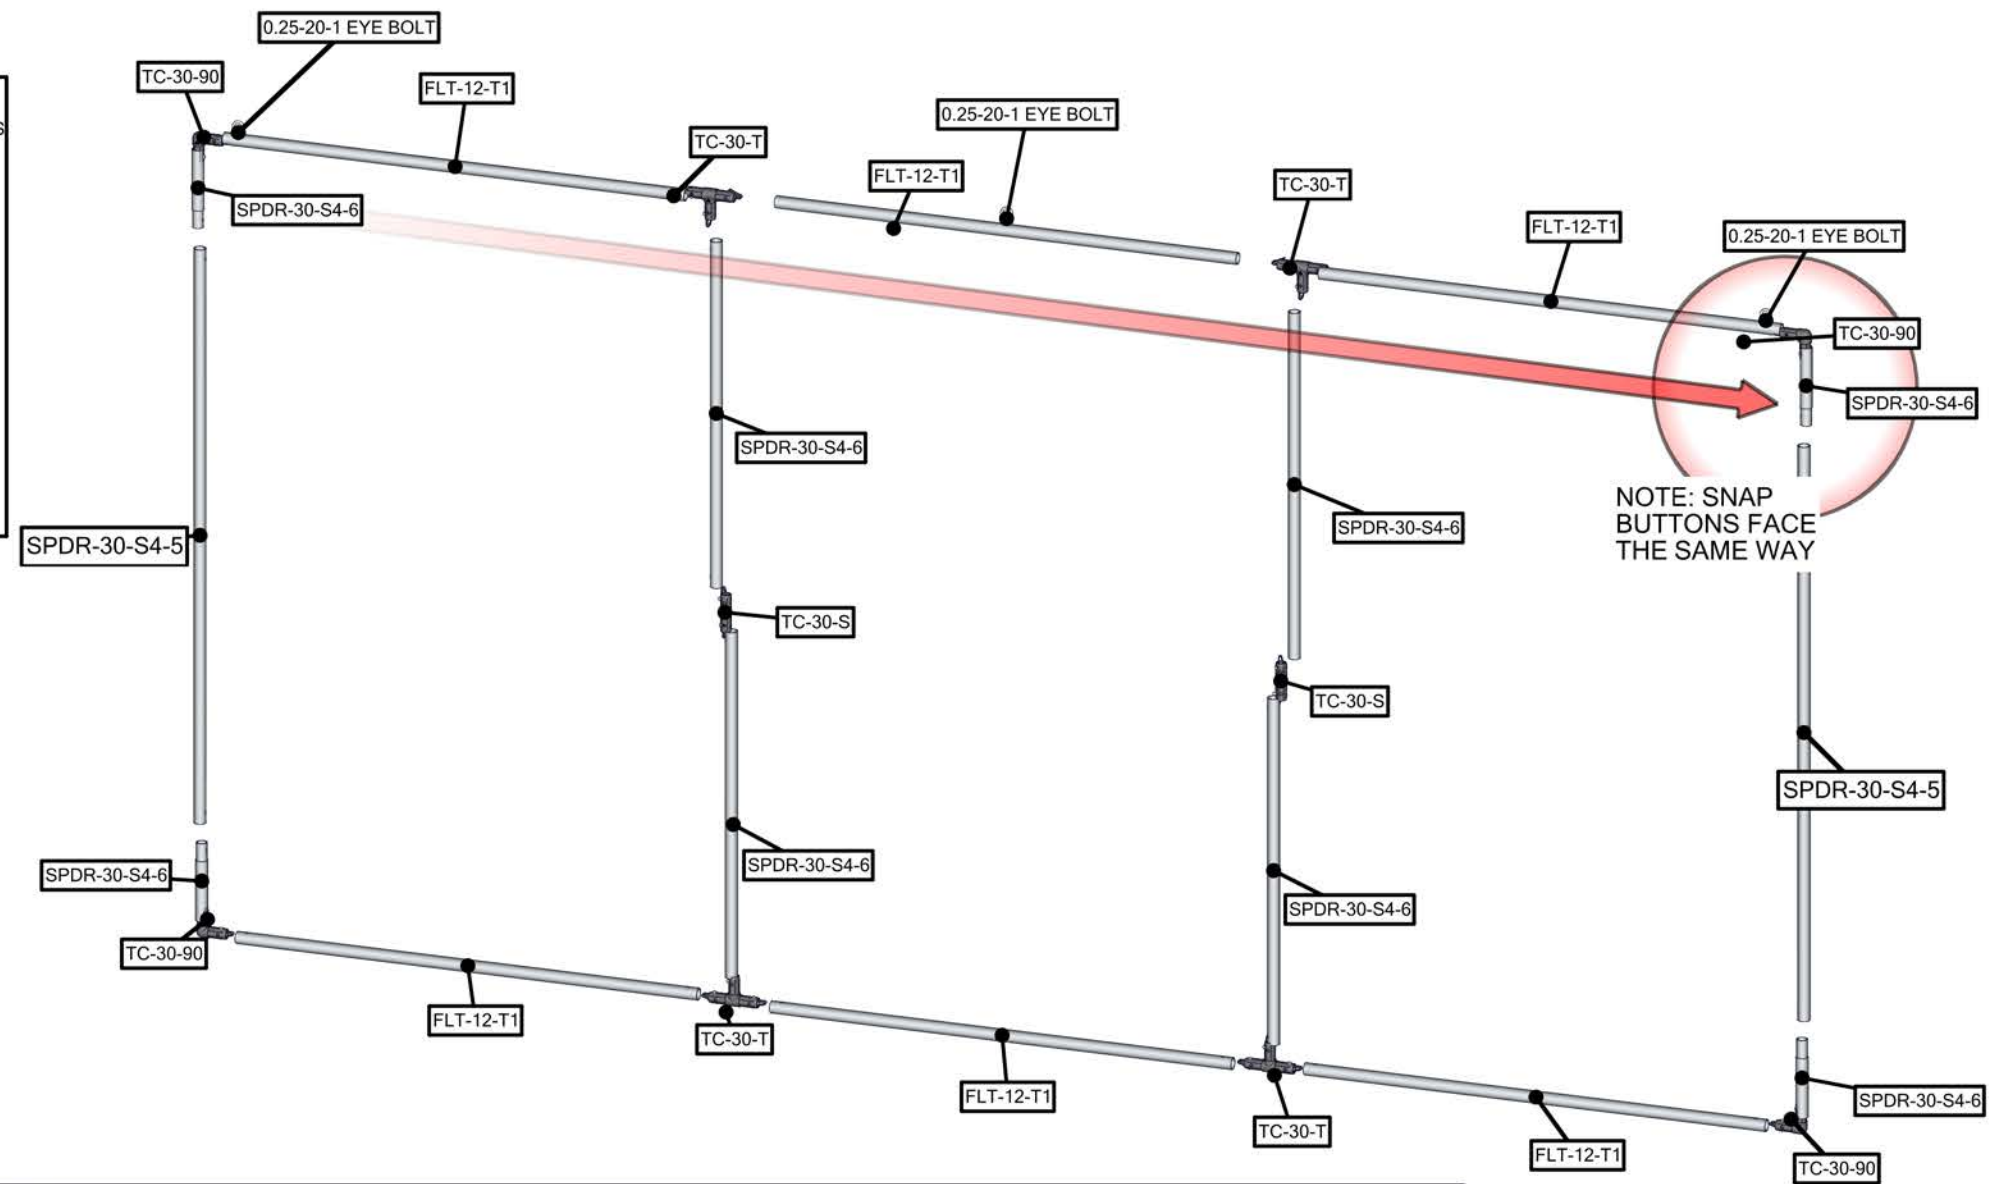 0.25-20-1 EYE BOLT
TC-30-90
FLT-12-T1
0.25-20-1 EYE BOLT
TC-30-T
FLT-12-T1
TC-30-T
SPDR-30-S4-6
FLT-12-T1
0.25-20-1 EYE BOLT
TC-30-90
SPDR-30-S4-6
SPDR-30-S4-6
NOTE: SNAP
BUTTONS FACE
THE SAME WAY
SPDR-30-S4-6
SPDR-30-S4-5
TC-30-S
TC-30-S
SPDR-30-S4-5
SPDR-30-S4-6
SPDR-30-S4-6
SPDR-30-S4-6
TC-30-90
FLT-12-T1
TC-30-T
FLT-12-T1
SPDR-30-S4-6
TC-30-T
FLT-12-T1
TC-30-90